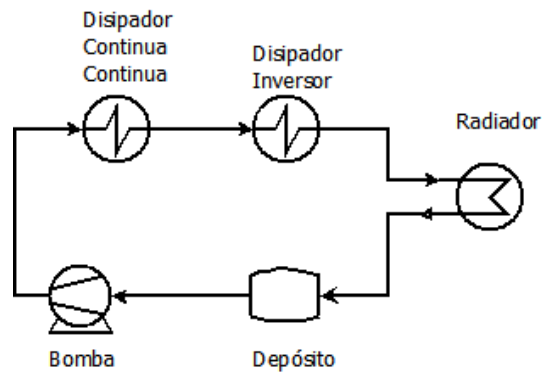 Disipador
Continua
Continua
Disipador
Inversor
Radiador
Bomba
Depósito